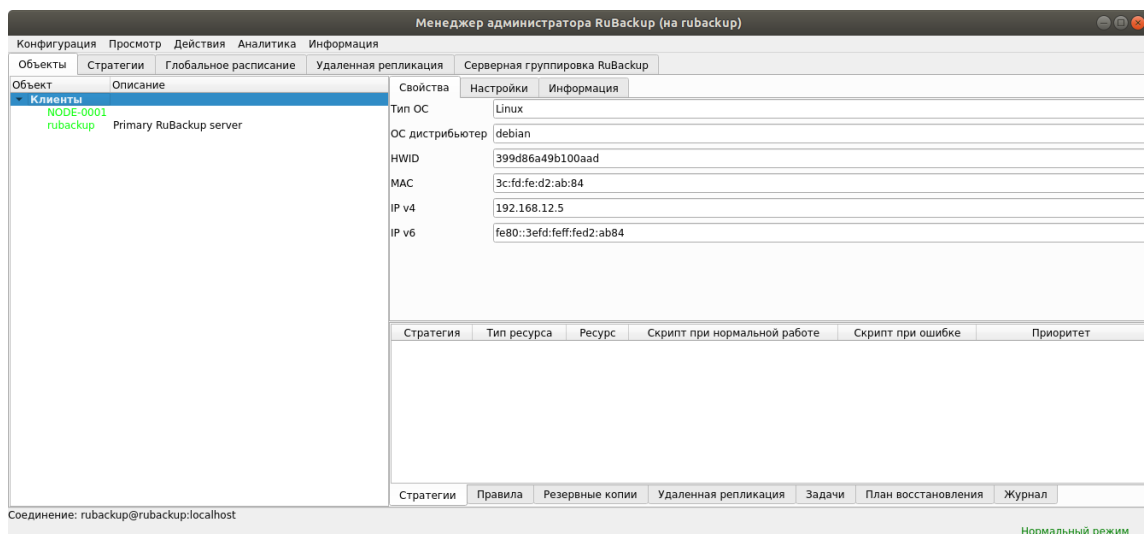 Менеджер администратора RuBackup (на rubackup)
Конфигурация Просмотр Действия Аналитика Информация
Объекты Стратегии Глобальное расписание Удаленная репликация Серверная группировка RuBackup
Объект Описание
Клиенты
NODE-0001
rubackup Primary RuBackup server
Свойства Настройки Информация
Тип ОС Linux
ОС дистрибьютер debian
HWID 399d86a49b100aad
MAC 3c:fd:fe:d2:ab:84
IP v4 192.168.12.5
IP v6 fe80::3efd:feff:fed2:ab84
Стратегия Тип ресурса Ресурс Скрипт при нормальной работе Скрипт при ошибке Приоритет
Стратегии Правила Резервные копии Удаленная репликация Задачи План восстановления Журнал
Соединение: rubackup@rubackup:localhost
Нормальный режим